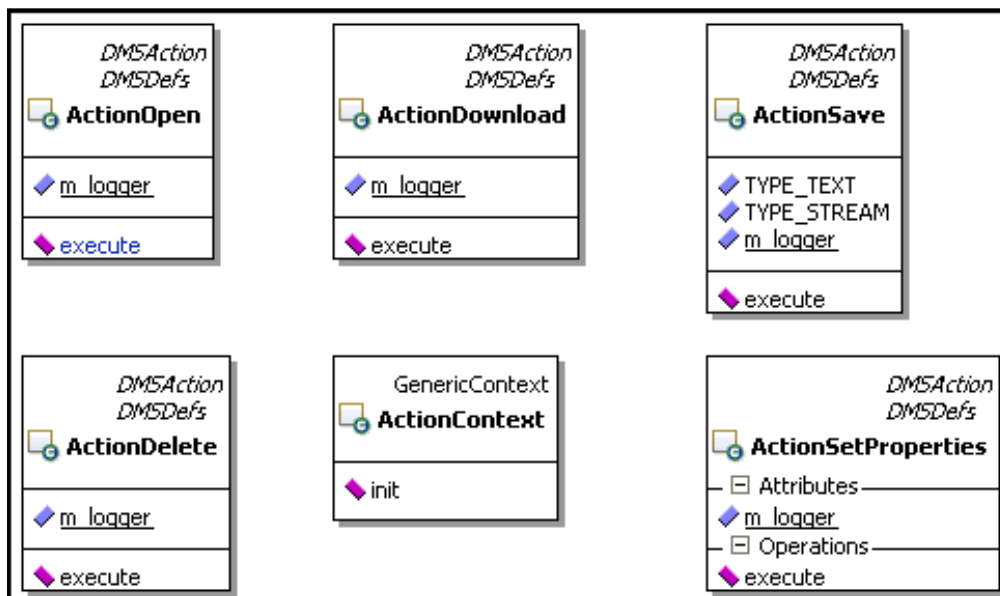 DMSAction
DMSDefs
ActionOpen
m_logger
execute
DMSAction
DMSDefs
ActionDownload
m_logger
execute
DMSAction
DMSDefs
ActionSave
TYPE_TEXT
TYPE_STREAM
m_logger
execute
DMSAction
DMSDefs
ActionDelete
m_logger
execute
GenericContext
ActionContext
init
DMSAction
DMSDefs
ActionSetProperties
Attributes
m_logger
Operations
execute